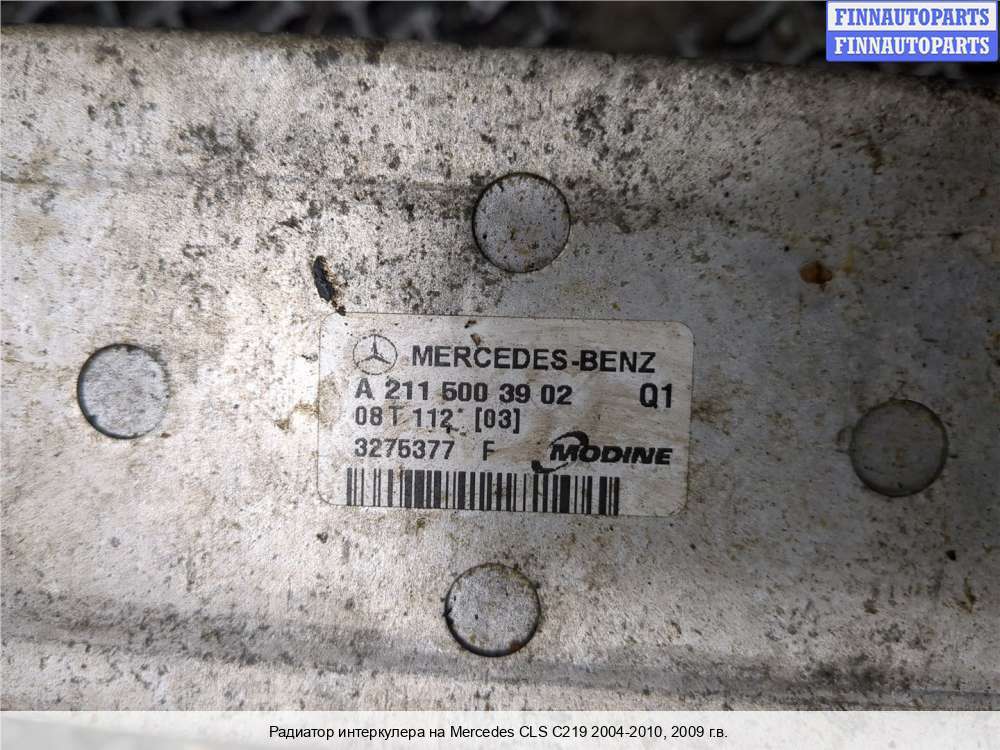 FINNAUTOPARTS
FINNAUTOPARTS
MERCEDES-BENZ
A 211 500 39 02 Q1
08 T 112 [03]
3275377 F MODINE
Радиатор интеркулера на Mercedes CLS C219 2004-2010, 2009 г.в.